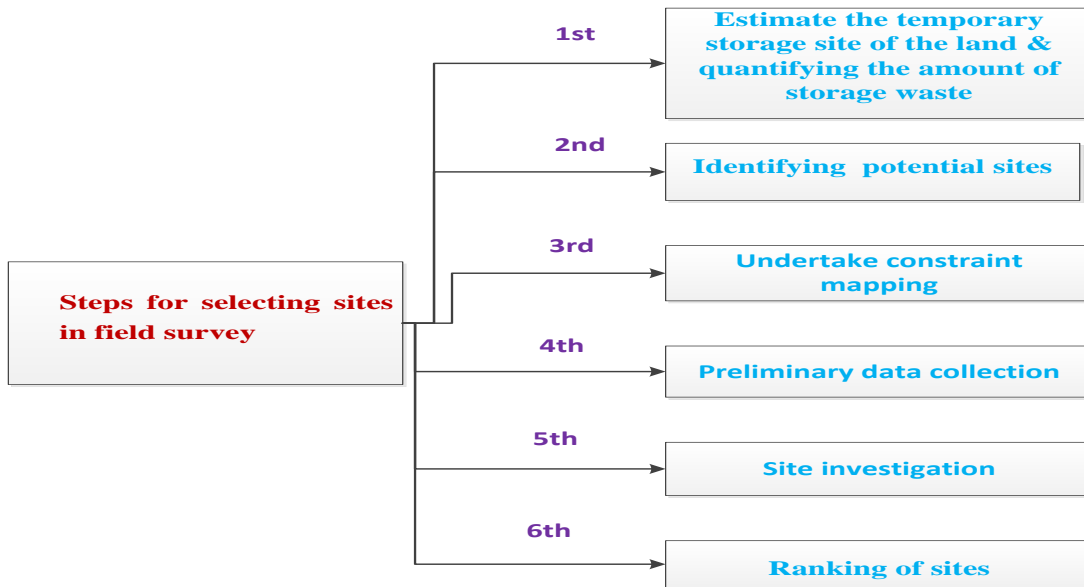 1st
Estimate the temporary
storage site of the land &
quantifying the amount of
storage waste
2nd
Identifying potential sites
3rd
Undertake constraint
mapping
Steps for selecting sites
in field survey
4th
Preliminary data collection
5th
Site investigation
6th
Ranking of sites